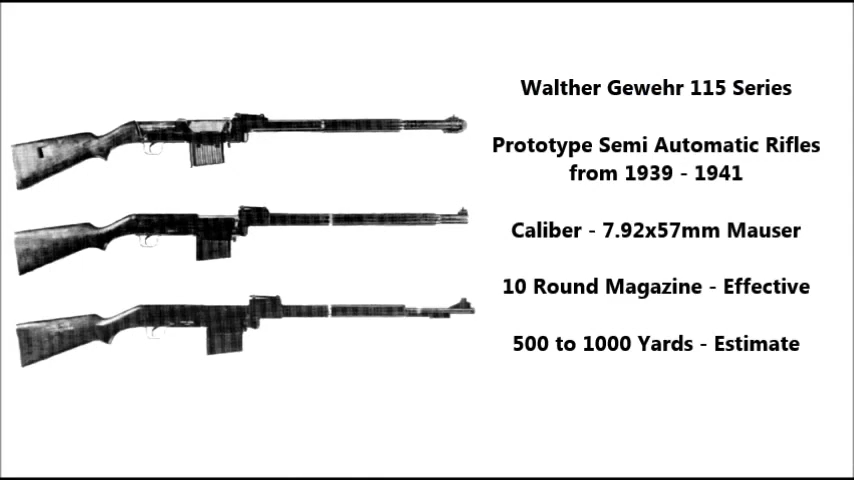 Walther Gewehr 115 Series
Prototype Semi Automatic Rifles
from 1939 - 1941
Caliber - 7.92x57mm Mauser
10 Round Magazine - Effective
500 to 1000 Yards - Estimate